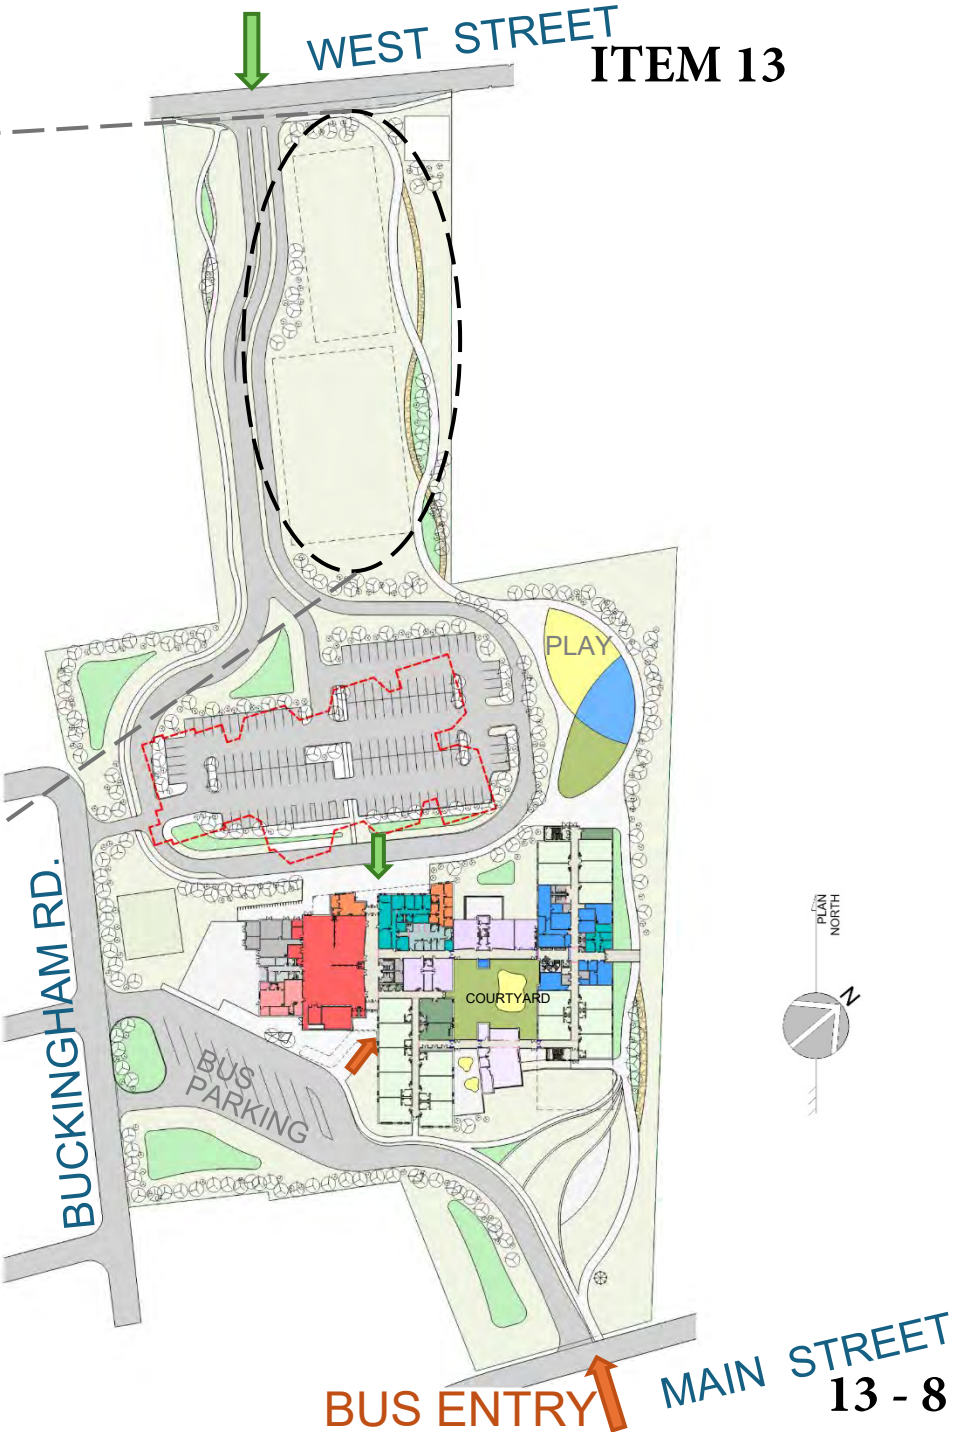 WEST STREET
ITEM 13
PLAY
BUCKINGHAM RD.
PLAN
NORTH
N
COURTYARD
BUS
PARKING
MAIN STREET
BUS ENTRY
13 - 8